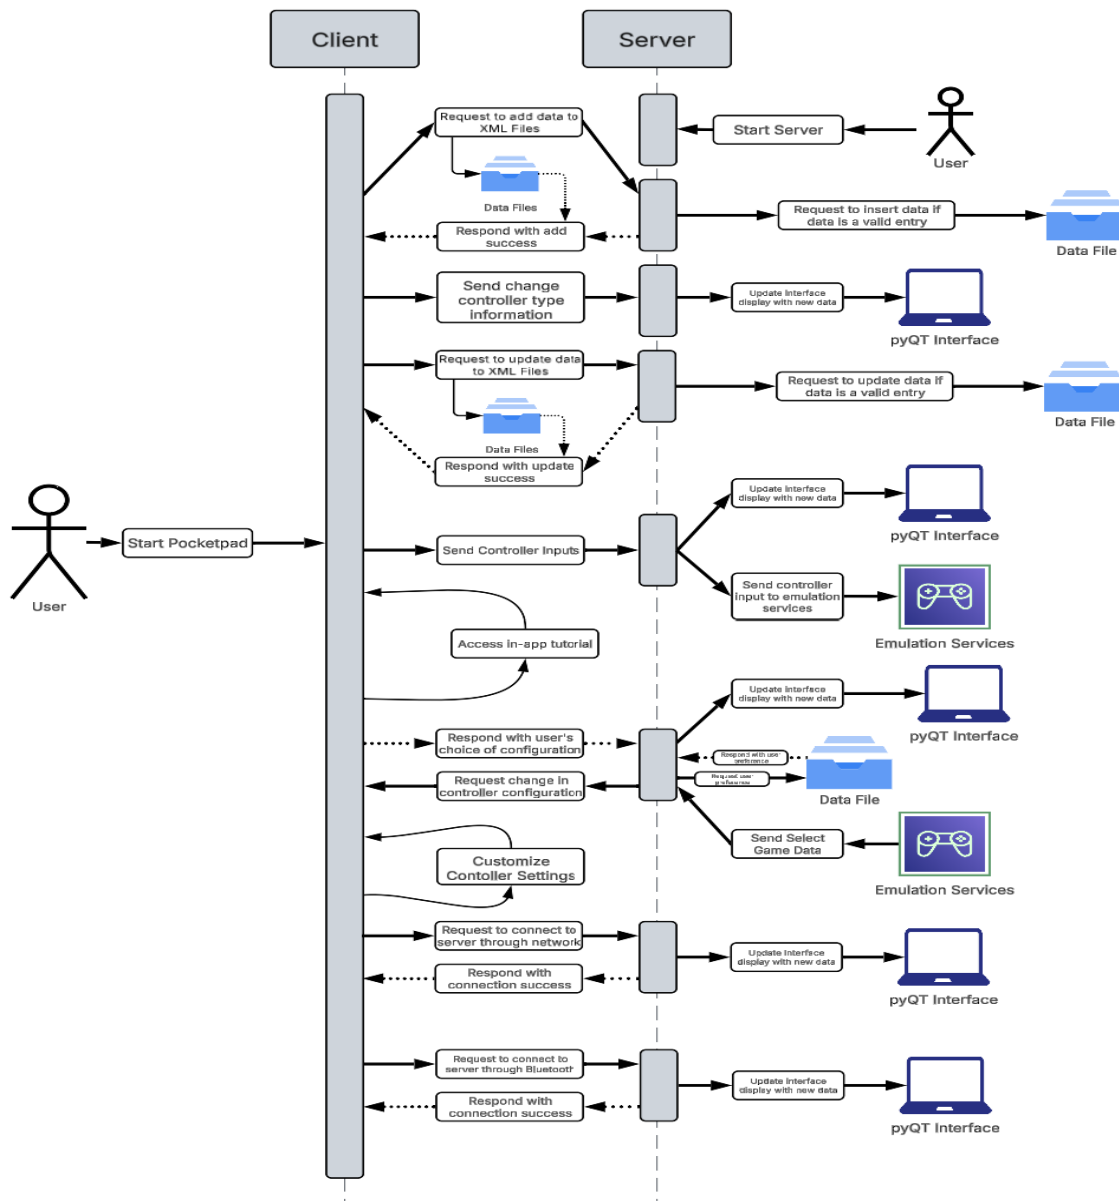 Client
Server
Request to add data to
XML Files
Start Server
User
Data Files
Request to insert data if
data is a valid entry
Respond with add
success
Data File
Send change
controller type
information
Update Interface
display with new data
pyQT Interface
Request to update data
to XML Files
Request to update data if
data is a valid entry
Data File
Data Files
Respond with update
success
Update Interface
display with new data
pyQT Interface
Start Pocketpad
User
Send Controller Inputs
Send controller
input to emulation
services
Emulation Services
Access in-app tutorial
Update Interface
display with new data
pyQT Interface
Respond with user's
choice of configuration
Respond with user
preference
Request change in
controller configuration
Request user
preferences
Data File
Send Select
Game Data
Emulation Services
Customize
Contoller Settings
Request to connect to
server through network
Update Interface
display with new data
Respond with
connection success
pyQT Interface
Request to connect to
server through Bluetooth
Update Interface
display with new data
Respond with
connection success
pyQT Interface